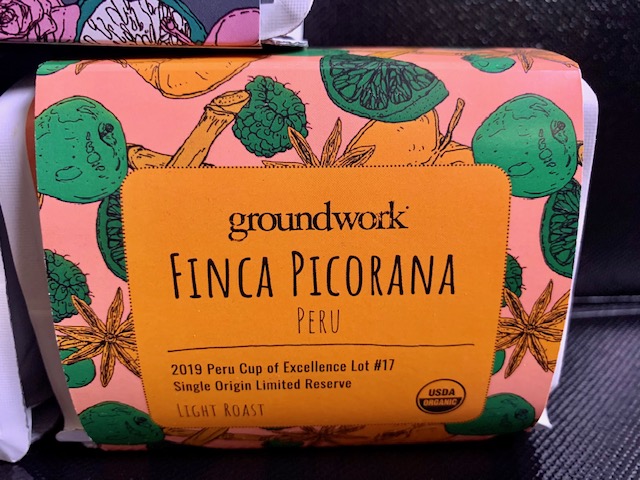 groundwork
FINCA PICORANA
PERU
2019 Peru Cup of Excellence Lot #17
Single Origin Limited Reserve
LIGHT ROAST
USDA
ORGANIC